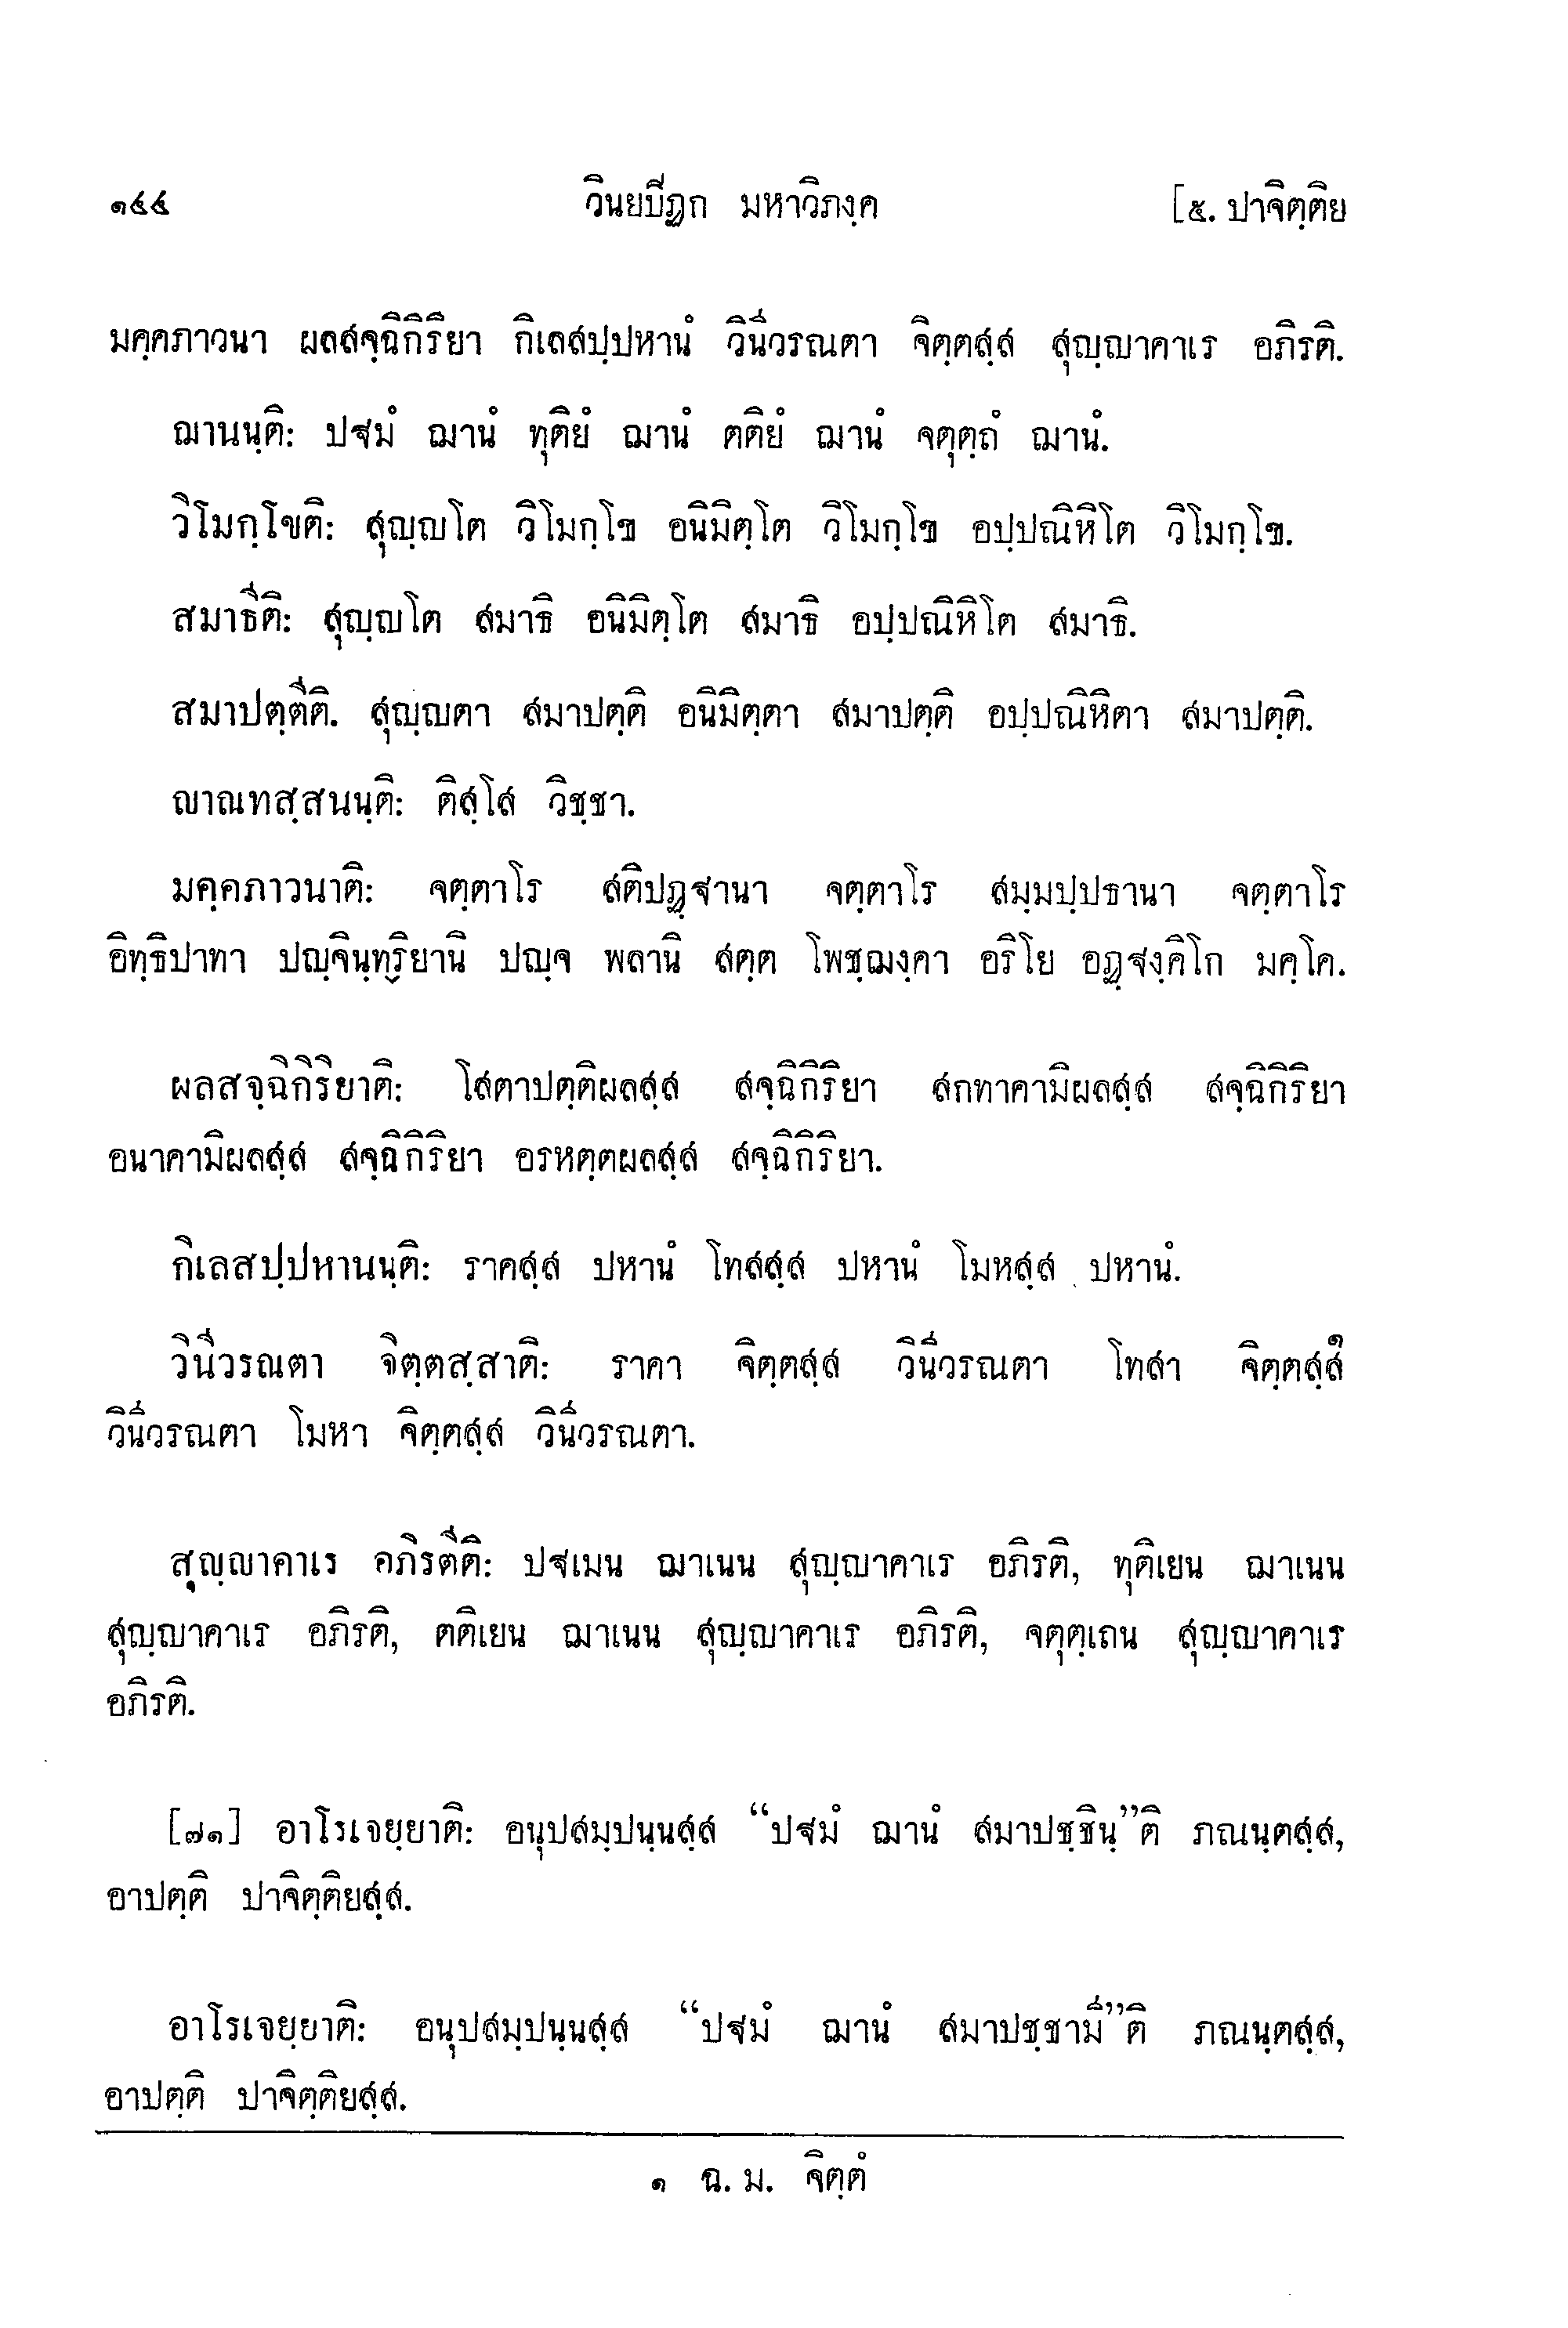 ๑๔๔ วินยปิฏก มหาวิภงฺค [๕. ปาจิตฺติย
มคฺคภาวนา ผลสจฺฉิกิริยา กิเลสปฺปหานํ วินีวรณตา จิตฺตสฺส สุญฺญาคาเร อภิรติ.
ฌานนฺติ: ปฐมํ ฌานํ ทุติยํ ฌานํ ตติยํ ฌานํ จตุตฺถํ ฌานํ.
วิโมกฺโขติ: สุญฺญโต วิโมกฺโข อนิมิตฺโต วิโมกฺโข อปฺปณิหิโต วิโมกฺโข.
สมาธีติ: สุญฺญโต สมาธิ อนิมิตฺโต สมาธิ อปฺปณิหิโต สมาธิ.
สมาปตฺตีติ. สุญฺญตา สมาปตฺติ อนิมิตฺตา สมาปตฺติ อปฺปณิหิตา สมาปตฺติ.
ญาณทสฺสนนฺติ: ติสฺโส วิชฺชา.
มคฺคภาวนาติ: จตฺตาโร สติปฏฺฐานา จตฺตาโร สมฺมปฺปธานา จตฺตาโร
อิทฺธิปาทา ปญฺจินฺทฺริยานิ ปญฺจ พลานิ สตฺต โพชฺฌงฺคา อริโย อฏฺฐงฺคิโก มคฺโค.
ผลสจฺฉิกิริยาติ: โสตาปตฺติผลสฺส สจฺฉิกิริยา สกทาคามิผลสฺส สจฺฉิกิริยา
อนาคามิผลสฺส สจฺฉิกิริยา อรหตฺตผลสฺส สจฺฉิกิริยา.
กิเลสปฺปหานนฺติ: ราคสฺส ปหานํ โทสสฺส ปหานํ โมหสฺส ปหานํ.
วินีวรณตา จิตฺตสฺสาติ: ราคา จิตฺตสฺส วินีวรณตา โทสา จิตฺตสฺส๑
วินีวรณตา โมหา จิตฺตสฺส วินีวรณตา.
สุญฺญาคาเร อภิรตีติ: ปฐเมน ฌาเนน สุญฺญาคาเร อภิรติ, ทุติเยน ฌาเนน
สุญฺญาคาเร อภิรติ, ตติเยน ฌาเนน สุญฺญาคาเร อภิรติ, จตุตฺเถน สุญฺญาคาเร
อภิรติ.
[๗๑] อาโรเจยฺยาติ: อนุปสมฺปนฺนสฺส “ปฐมํ ฌานํ สมาปชฺชินฺ”ติ ภณนฺตสฺส,
อาปตฺติ ปาจิตฺติยสฺส.
อาโรเจยฺยาติ: อนุปสมฺปนฺนสฺส “ปฐมํ ฌานํ สมาปชฺชามี”ติ ภณนฺตสฺส,
อาปตฺติ ปาจิตฺติยสฺส.
๑ ฉ. ม. จิตฺตํ